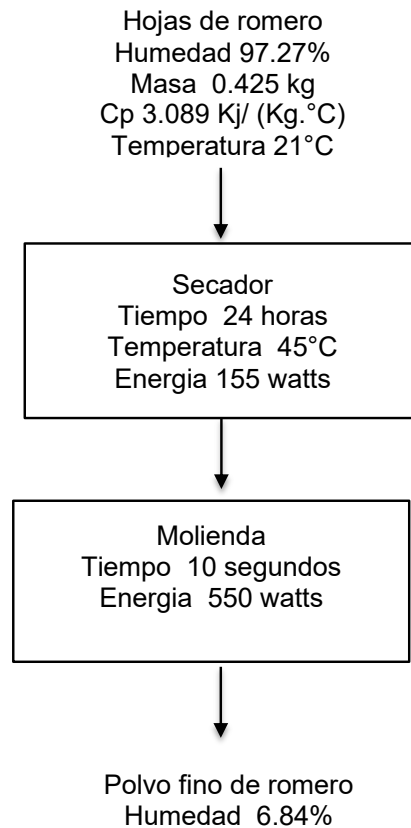 Hojas de romero
Humedad 97.27%
Masa 0.425 kg
Cp 3.089 Kj/ (Kg.°C)
Temperatura 21°C
Secador
Tiempo 24 horas
Temperatura 45°C
Energia 155 watts
Molienda
Tiempo 10 segundos
Energia 550 watts
Polvo fino de romero
Humedad 6.84%